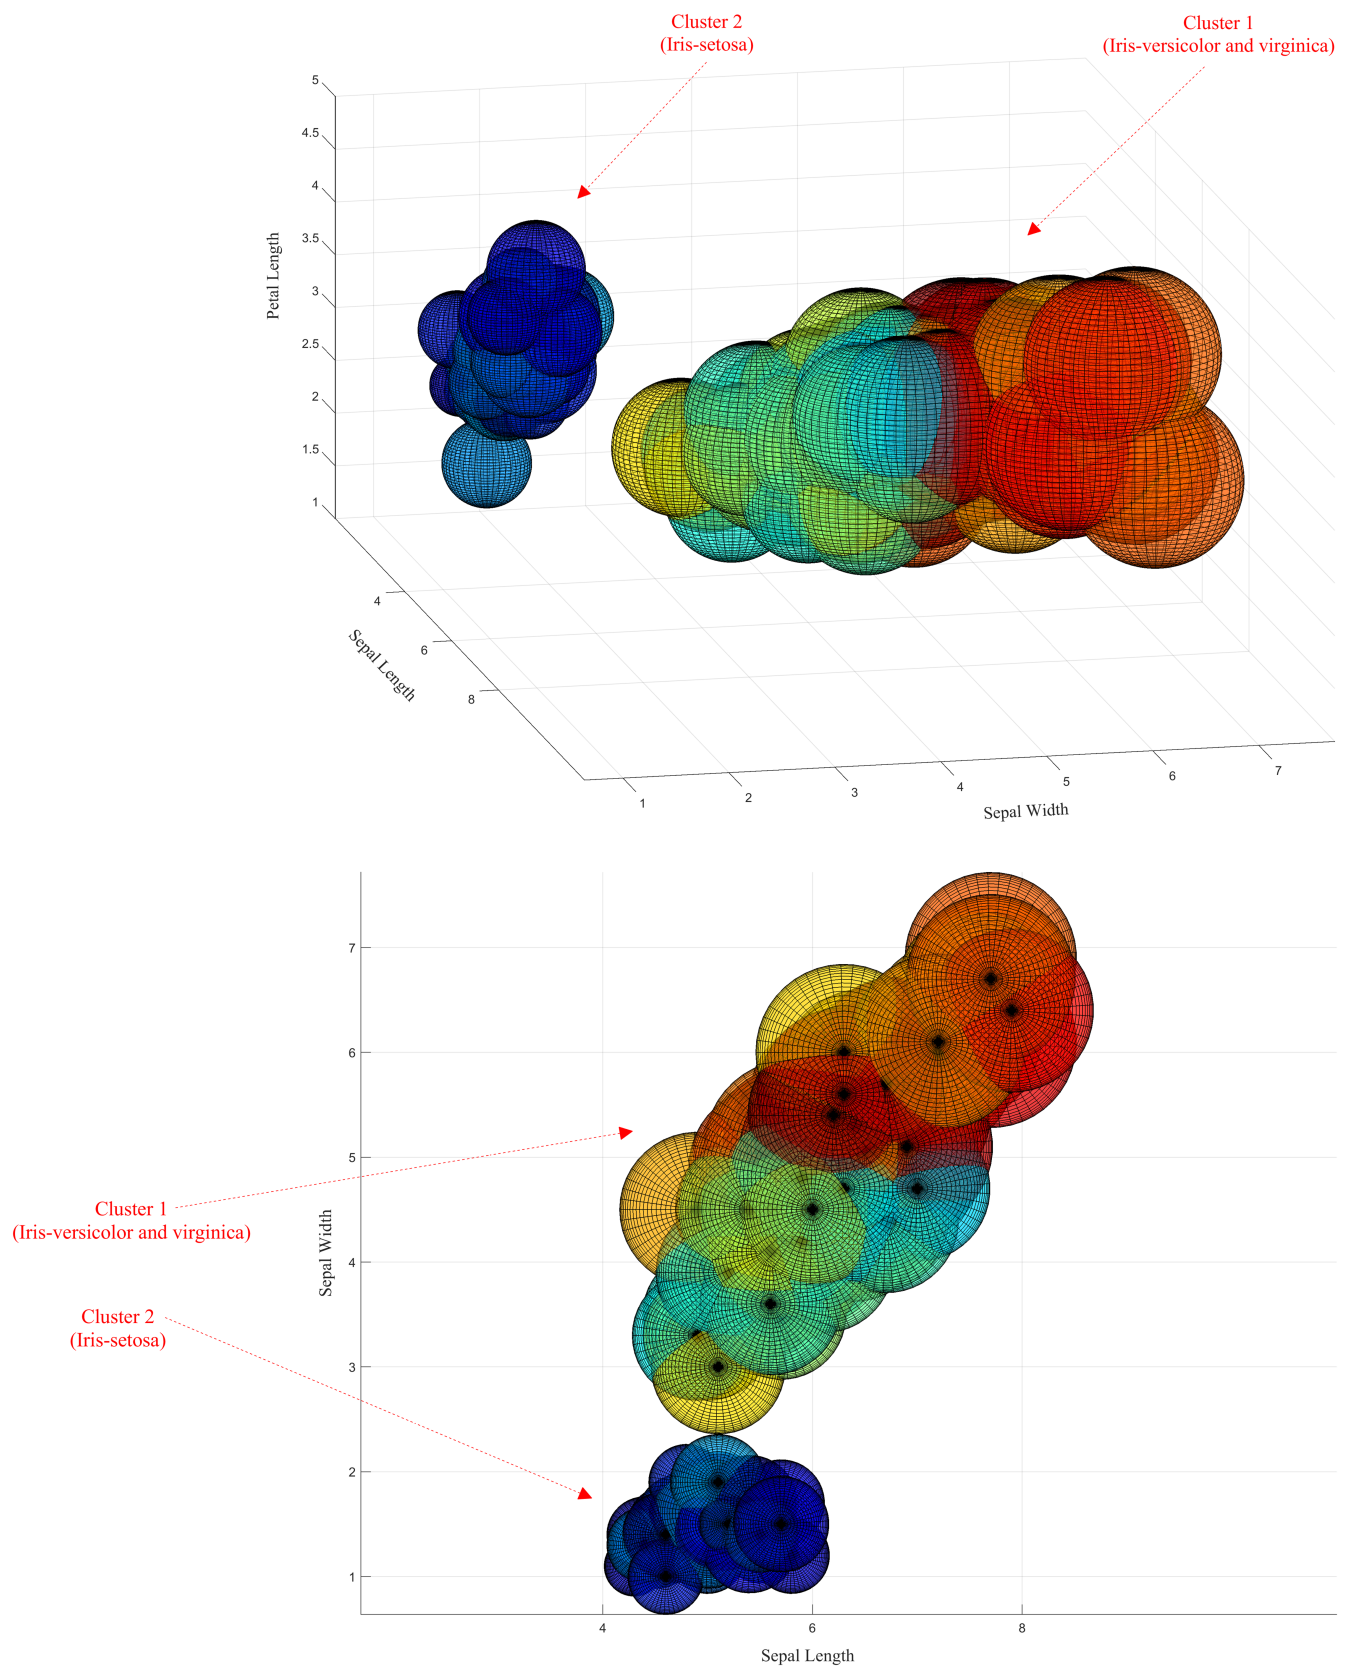 Cluster 2
(Iris-setosa)
Cluster 1
(Iris-versicolor and virginica)
5
4.5
4
3.5
3
2.5
2
1.5
1
Petal Length
4
6
8
Sepal Length
1
2
3
4
5
6
7
Sepal Width
7
6
5
4
3
2
1
Sepal Width
Cluster 1
(Iris-versicolor and virginica)
Cluster 2
(Iris-setosa)
4
6
8
Sepal Length